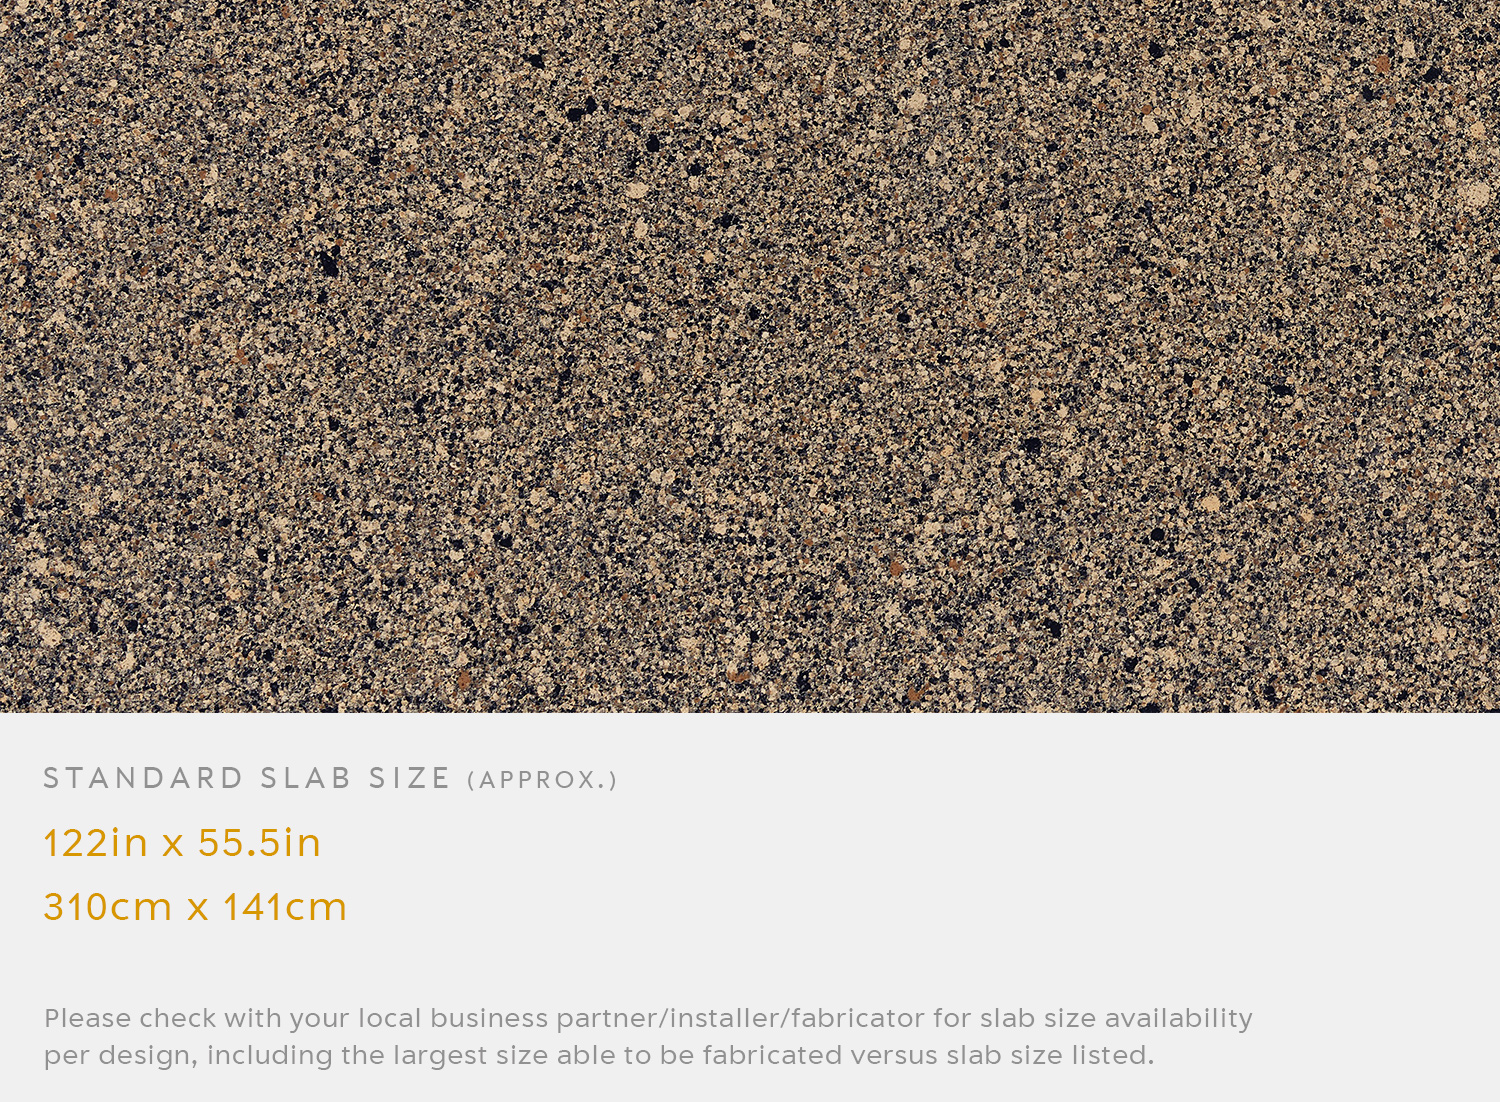 STANDARD SLAB SIZE (APPROX.)
122in x 55.5in
310cm x 141cm
Please check with your local business partner/installer/fabricator for slab size availability
per design, including the largest size able to be fabricated versus slab size listed.